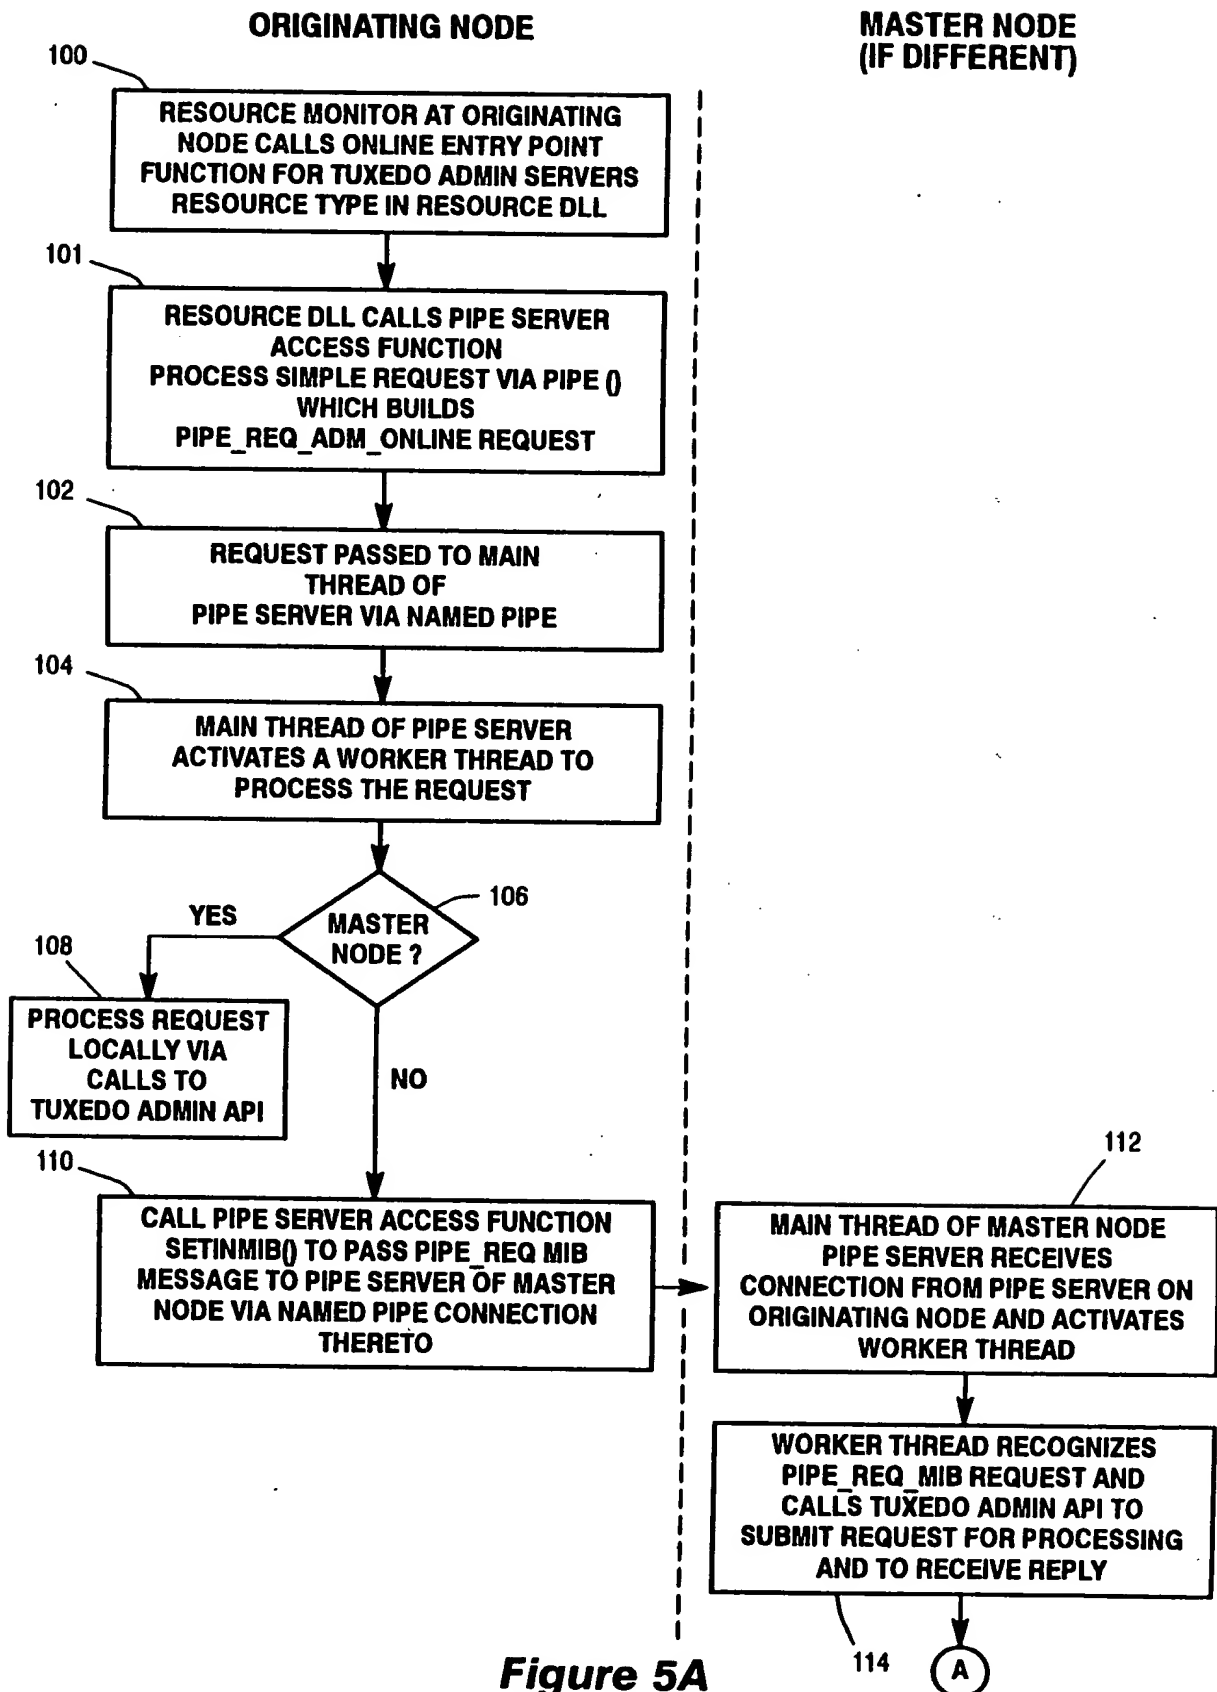 ORIGINATING NODE
MASTER NODE
(IF DIFFERENT)
100
RESOURCE MONITOR AT ORIGINATING
NODE CALLS ONLINE ENTRY POINT
FUNCTION FOR TUXEDO ADMIN SERVERS
RESOURCE TYPE IN RESOURCE DLL
101
RESOURCE DLL CALLS PIPE SERVER
ACCESS FUNCTION
PROCESS SIMPLE REQUEST VIA PIPE ()
WHICH BUILDS
PIPE_REQ_ADM_ONLINE REQUEST
102
REQUEST PASSED TO MAIN
THREAD OF
PIPE SERVER VIA NAMED PIPE
104
MAIN THREAD OF PIPE SERVER
ACTIVATES A WORKER THREAD TO
PROCESS THE REQUEST
106
YES
MASTER
NODE ?
108
PROCESS REQUEST
LOCALLY VIA
CALLS TO
TUXEDO ADMIN API
NO
110
CALL PIPE SERVER ACCESS FUNCTION
SETINMIB() TO PASS PIPE_REQ MIB
MESSAGE TO PIPE SERVER OF MASTER
NODE VIA NAMED PIPE CONNECTION
THERETO
112
MAIN THREAD OF MASTER NODE
PIPE SERVER RECEIVES
CONNECTION FROM PIPE SERVER ON
ORIGINATING NODE AND ACTIVATES
WORKER THREAD
WORKER THREAD RECOGNIZES
PIPE_REQ_MIB REQUEST AND
CALLS TUXEDO ADMIN API TO
SUBMIT REQUEST FOR PROCESSING
AND TO RECEIVE REPLY
114
A
Figure 5A